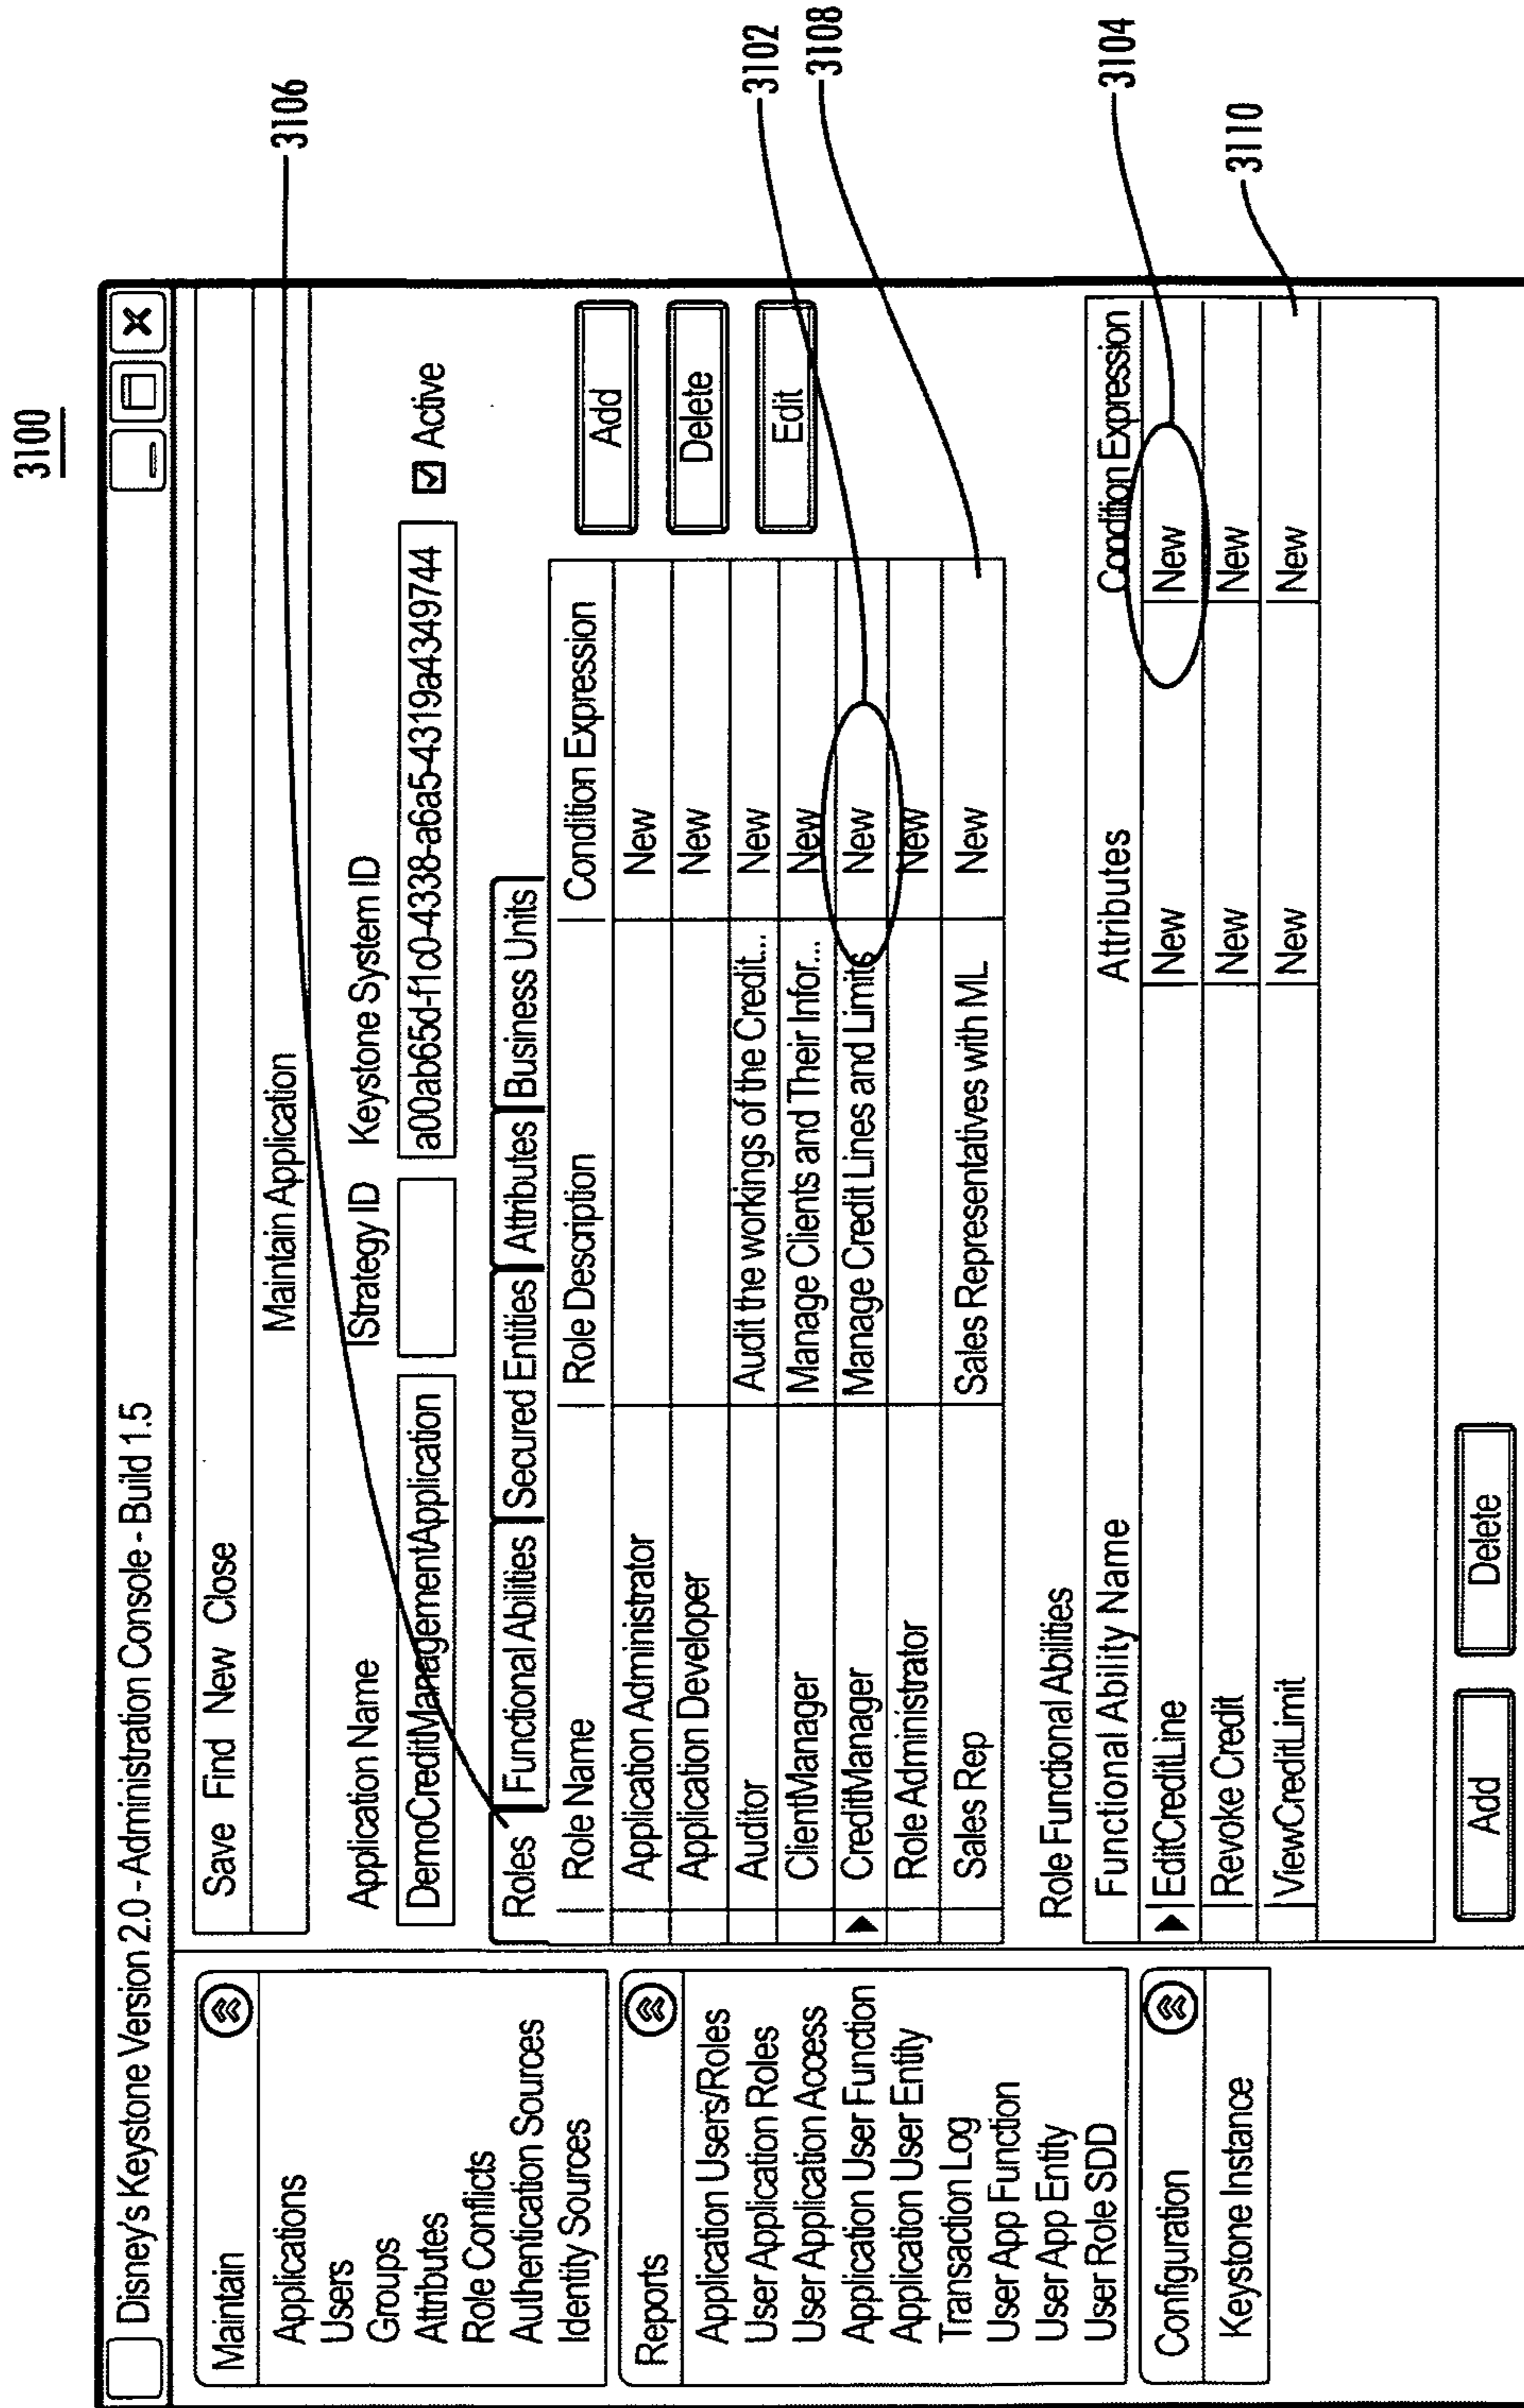 3100
Disney's Keystone Version 2.0 - Administration Console - Build 1.5
Maintain
Applications
Users
Groups
Attributes
Role Conflicts
Authentication Sources
Identity Sources
Reports
Application Users/Roles
User Application Roles
User Application Access
Application User Function
Application User Entity
Transaction Log
User App Function
User App Entity
User Role SDD
Configuration
Keystone Instance
Save Find New Close
Maintain Application
3106
Application Name IStrategy ID Keystone System ID
DemoCreditManagementApplication a00ab65d-f1c0-4338-a6a5-4319a4349744 Active
Roles Functional Abilities Secured Entities Attributes Business Units
Role Name Role Description Condition Expression
Application Administrator New
Application Developer New
Auditor Audit the workings of the Credit... New
ClientManager Manage Clients and Their Infor... New
CreditManager Manage Credit Lines and Limits New
Role Administrator New
Sales Rep Sales Representatives with ML New
Add
Delete
Edit
3102
3108
Role Functional Abilities
Functional Ability Name Attributes Condition Expression
EditCreditLine New New
Revoke Credit New New
ViewCreditLimit New New
3104
3110
Add Delete